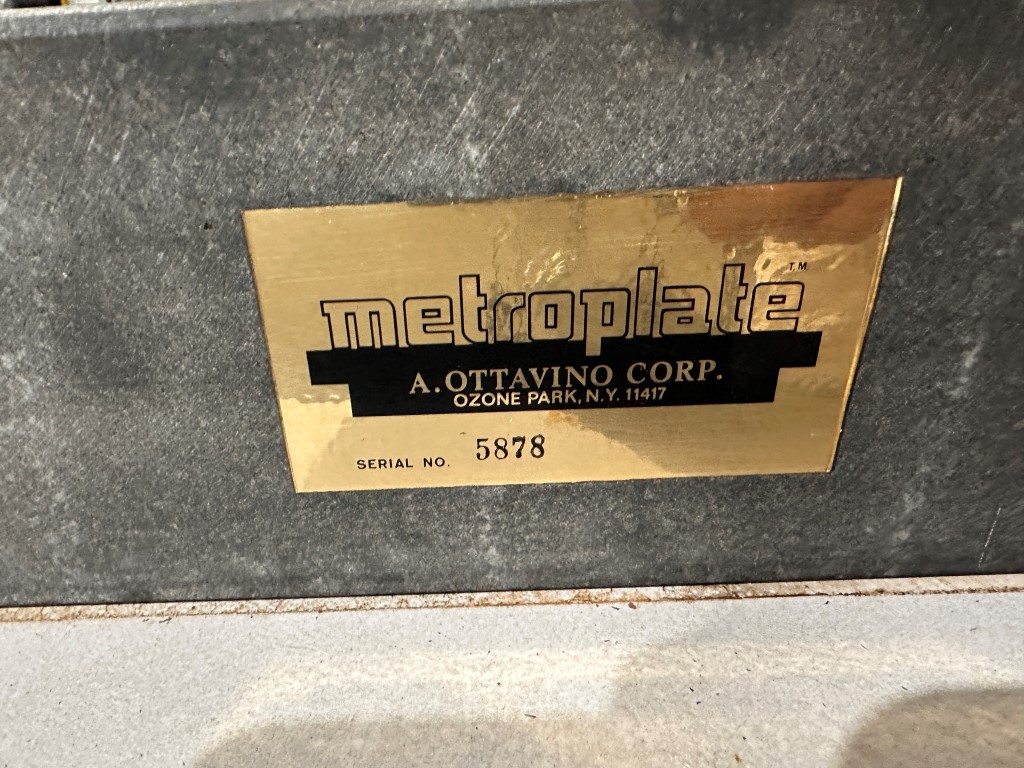 metroplate™
A. OTTAVINO CORP.
OZONE PARK, N.Y. 11417
SERIAL NO. 5878